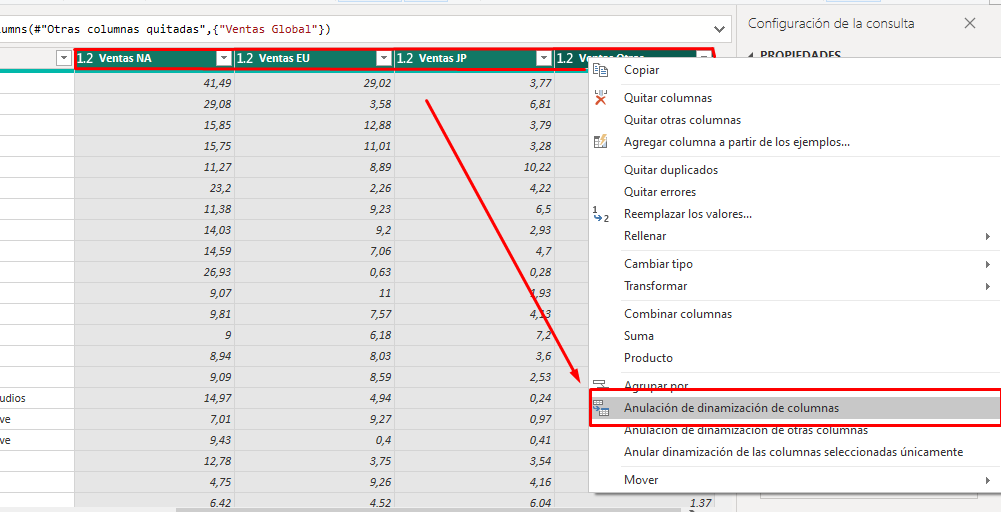 lumns(#"Otras columnas quitadas",{"Ventas Global"})
Configuración de la consulta
PROPIEDADES
1.2 Ventas NA
1.2 Ventas EU
1.2 Ventas JP
1.2 Ventas Otros
41,49 29,02 3,77
29,08 3,58 6,81
15,85 12,88 3,79
15,75 11,01 3,28
11,27 8,89 10,22
23,2 2,26 4,22
11,38 9,23 6,5
14,03 9,2 2,93
14,59 7,06 4,7
26,93 0,63 0,28
9,07 11 1,93
9,81 7,57 4,13
9 6,18 7,2
8,94 8,03 3,6
9,09 8,59 2,53
udios 14,97 4,94 0,24
ve 7,01 9,27 0,97
ve 9,43 0,4 0,41
12,78 3,75 3,54
4,75 9,26 4,16
6,42 4,52 6,04 1,37
Copiar
Quitar columnas
Quitar otras columnas
Agregar columna a partir de los ejemplos...
Quitar duplicados
Quitar errores
Reemplazar los valores...
Rellenar
Cambiar tipo
Transformar
Combinar columnas
Suma
Producto
Agrupar por
Anulación de dinamización de columnas
Anulación de dinamización de otras columnas
Anular dinamización de las columnas seleccionadas únicamente
Mover